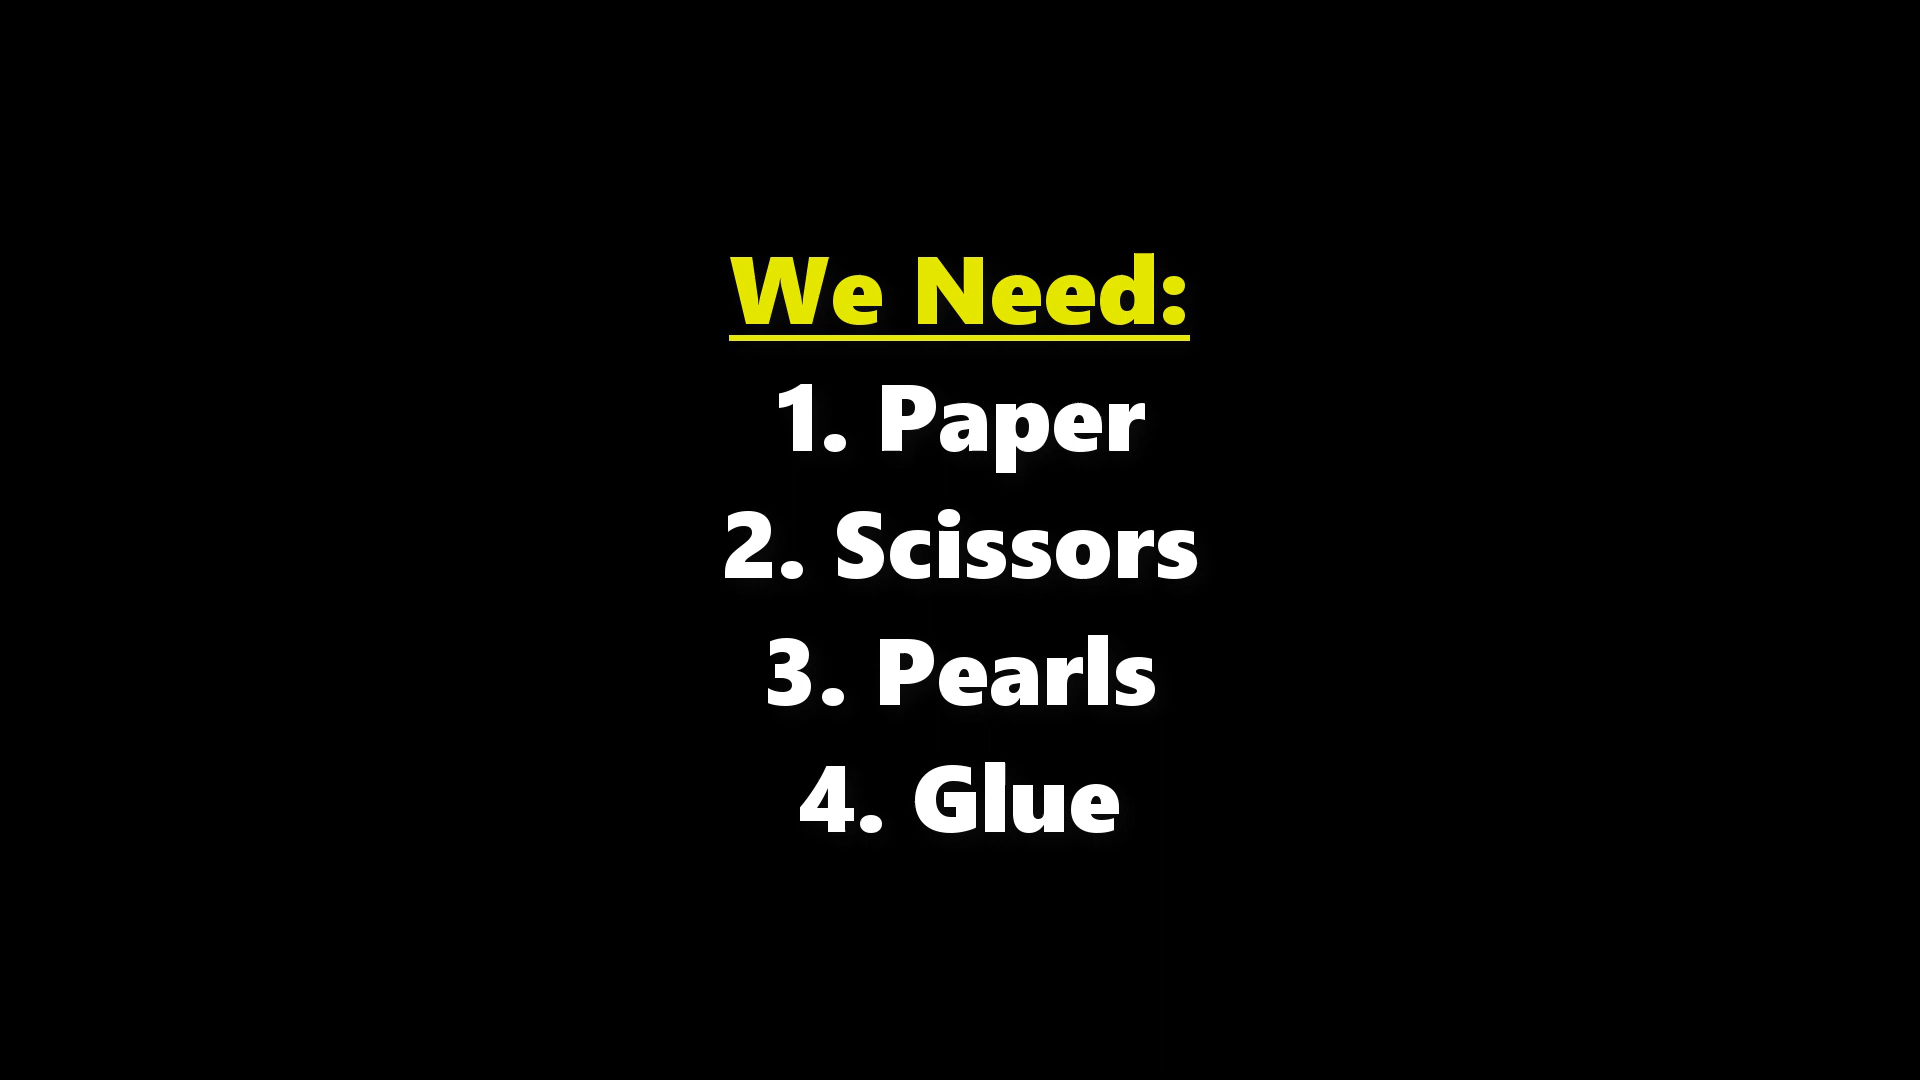 We Need:
1. Paper
2. Scissors
3. Pearls
4. Glue